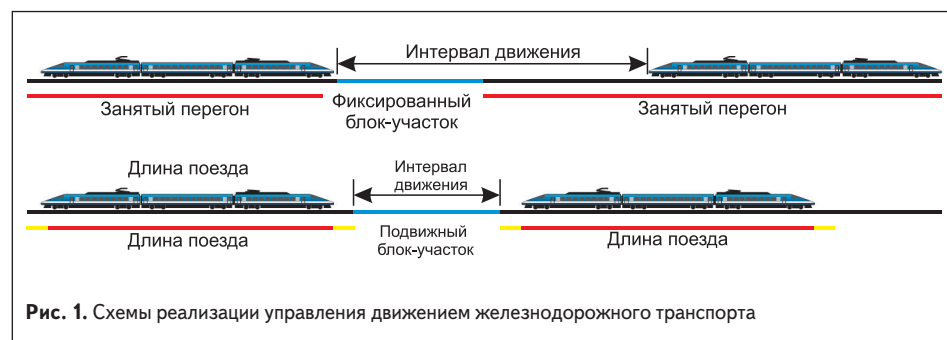 Интервал движения
Занятый перегон
Фиксированный
блок-участок
Занятый перегон
Длина поезда
Интервал
движения
Длина поезда
Подвижный
блок-участок
Длина поезда
Рис. 1. Схемы реализации управления движением железнодорожного транспорта